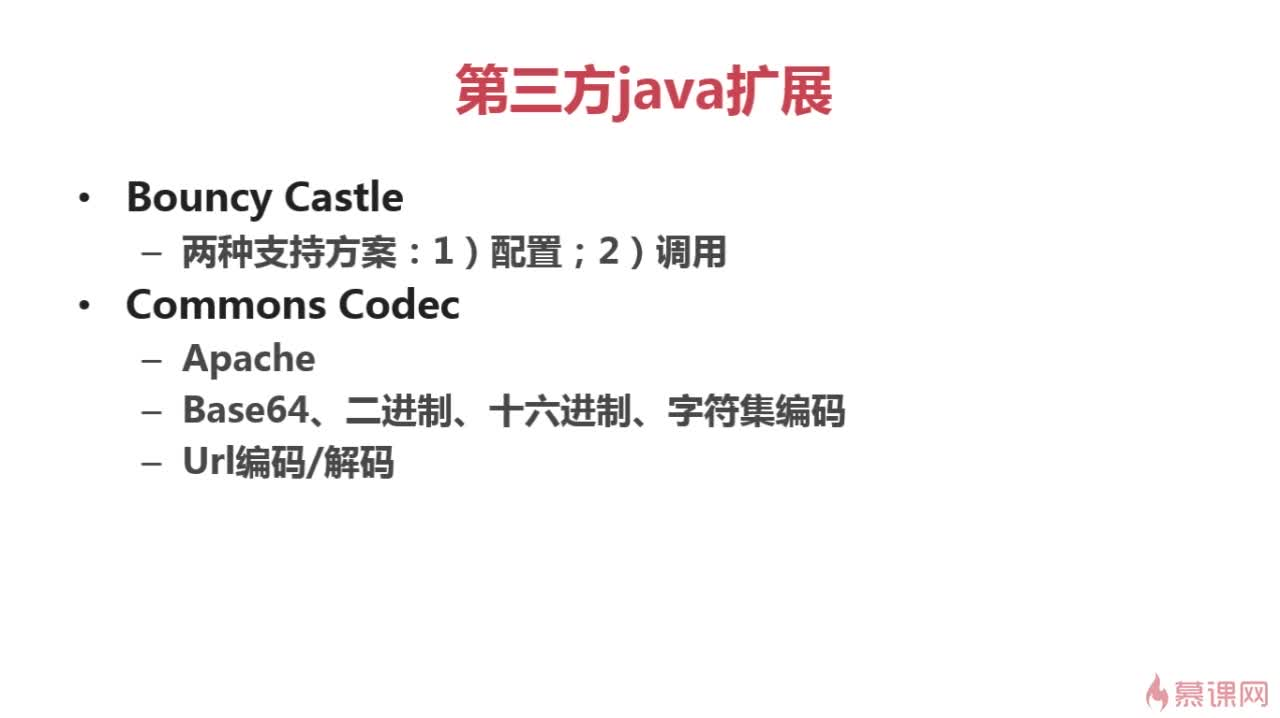 第三方java扩展
• Bouncy Castle
– 两种支持方案：1）配置；2）调用
• Commons Codec
– Apache
– Base64、二进制、十六进制、字符集编码
– Url编码/解码
慕课网